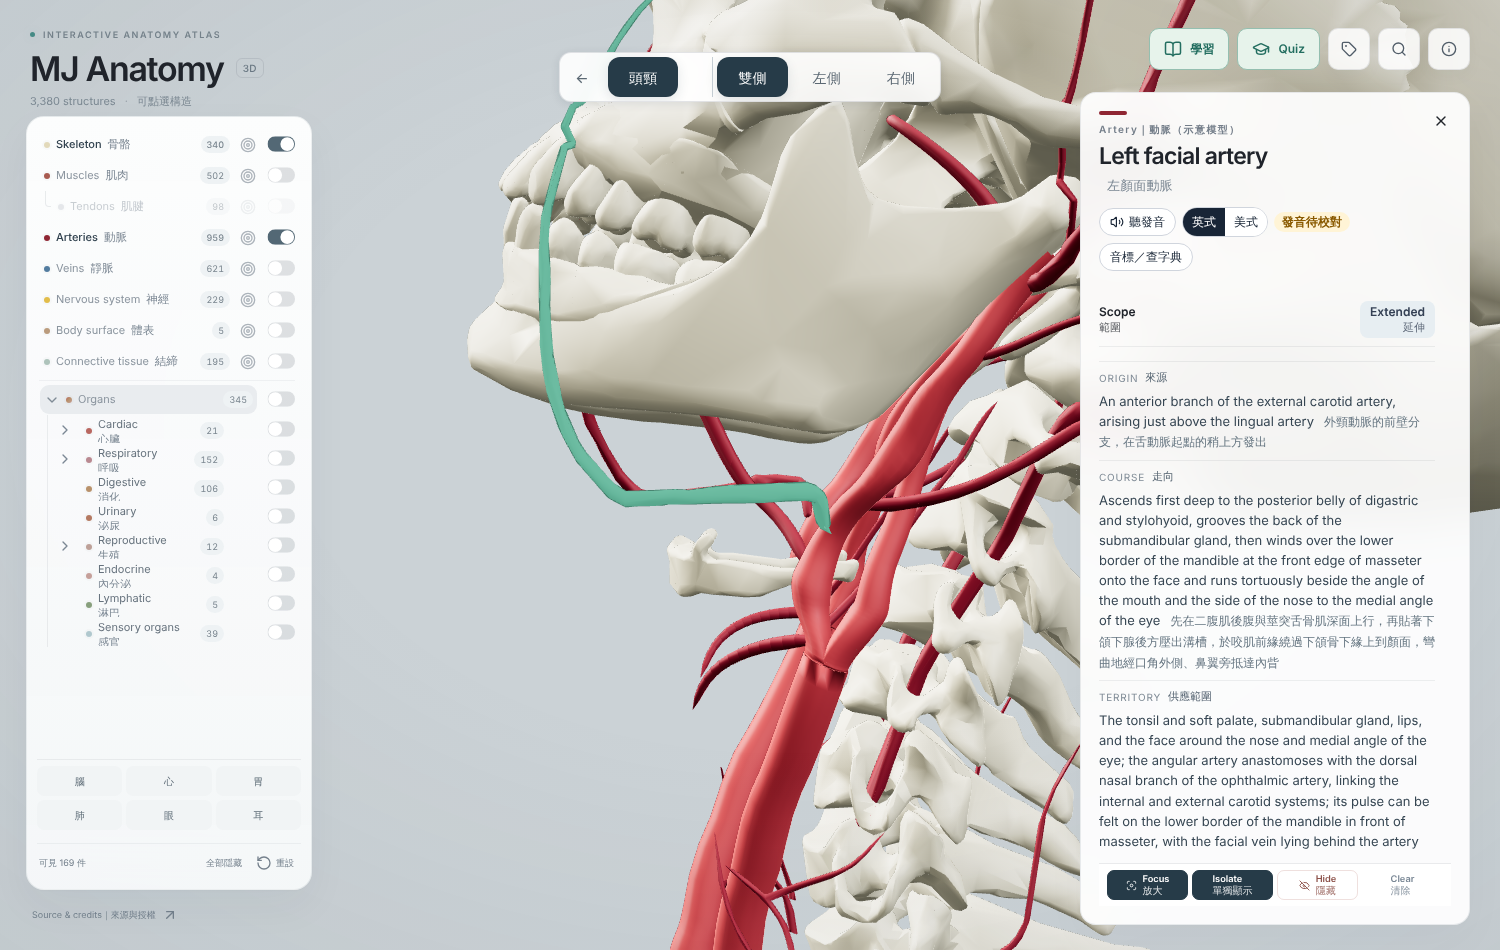 INTERACTIVE ANATOMY ATLAS
MJ Anatomy 3D
3,380 structures · 可點選構造
Skeleton 骨骼 340
Muscles 肌肉 502
Tendons 肌腱 98
Arteries 動脈 959
Veins 靜脈 621
Nervous system 神經 229
Body surface 體表 5
Connective tissue 結締 195
Organs 345
Cardiac 21
心臟
Respiratory 152
呼吸
Digestive 106
消化
Urinary 6
泌尿
Reproductive 12
生殖
Endocrine 4
內分泌
Lymphatic 5
淋巴
Sensory organs 39
感官
腦 心 胃
肺 眼 耳
可見 169 件 全部隱藏 重設
Source & credits | 來源與授權
頭頸 雙側 左側 右側
學習 Quiz
Artery | 動脈（示意模型）
Left facial artery
左顏面動脈
聽發音 英式 美式 發音待校對
音標／查字典
Scope Extended
範圍 延伸
ORIGIN 來源
An anterior branch of the external carotid artery,
arising just above the lingual artery 外頸動脈的前壁分
支，在舌動脈起點的稍上方發出
COURSE 走向
Ascends first deep to the posterior belly of digastric
and stylohyoid, grooves the back of the
submandibular gland, then winds over the lower
border of the mandible at the front edge of masseter
onto the face and runs tortuously beside the angle of
the mouth and the side of the nose to the medial angle
of the eye 先在二腹肌後腹與莖突舌骨肌深面上行，再貼著下
頜下腺後方壓出溝槽，於咬肌前緣繞過下頜骨下緣上到顏面，彎
曲地經口角外側、鼻翼旁抵達內眥
TERRITORY 供應範圍
The tonsil and soft palate, submandibular gland, lips,
and the face around the nose and medial angle of the
eye; the angular artery anastomoses with the dorsal
nasal branch of the ophthalmic artery, linking the
internal and external carotid systems; its pulse can be
felt on the lower border of the mandible in front of
masseter, with the facial vein lying behind the artery
Focus Isolate Hide Clear
放大 單獨顯示 隱藏 清除